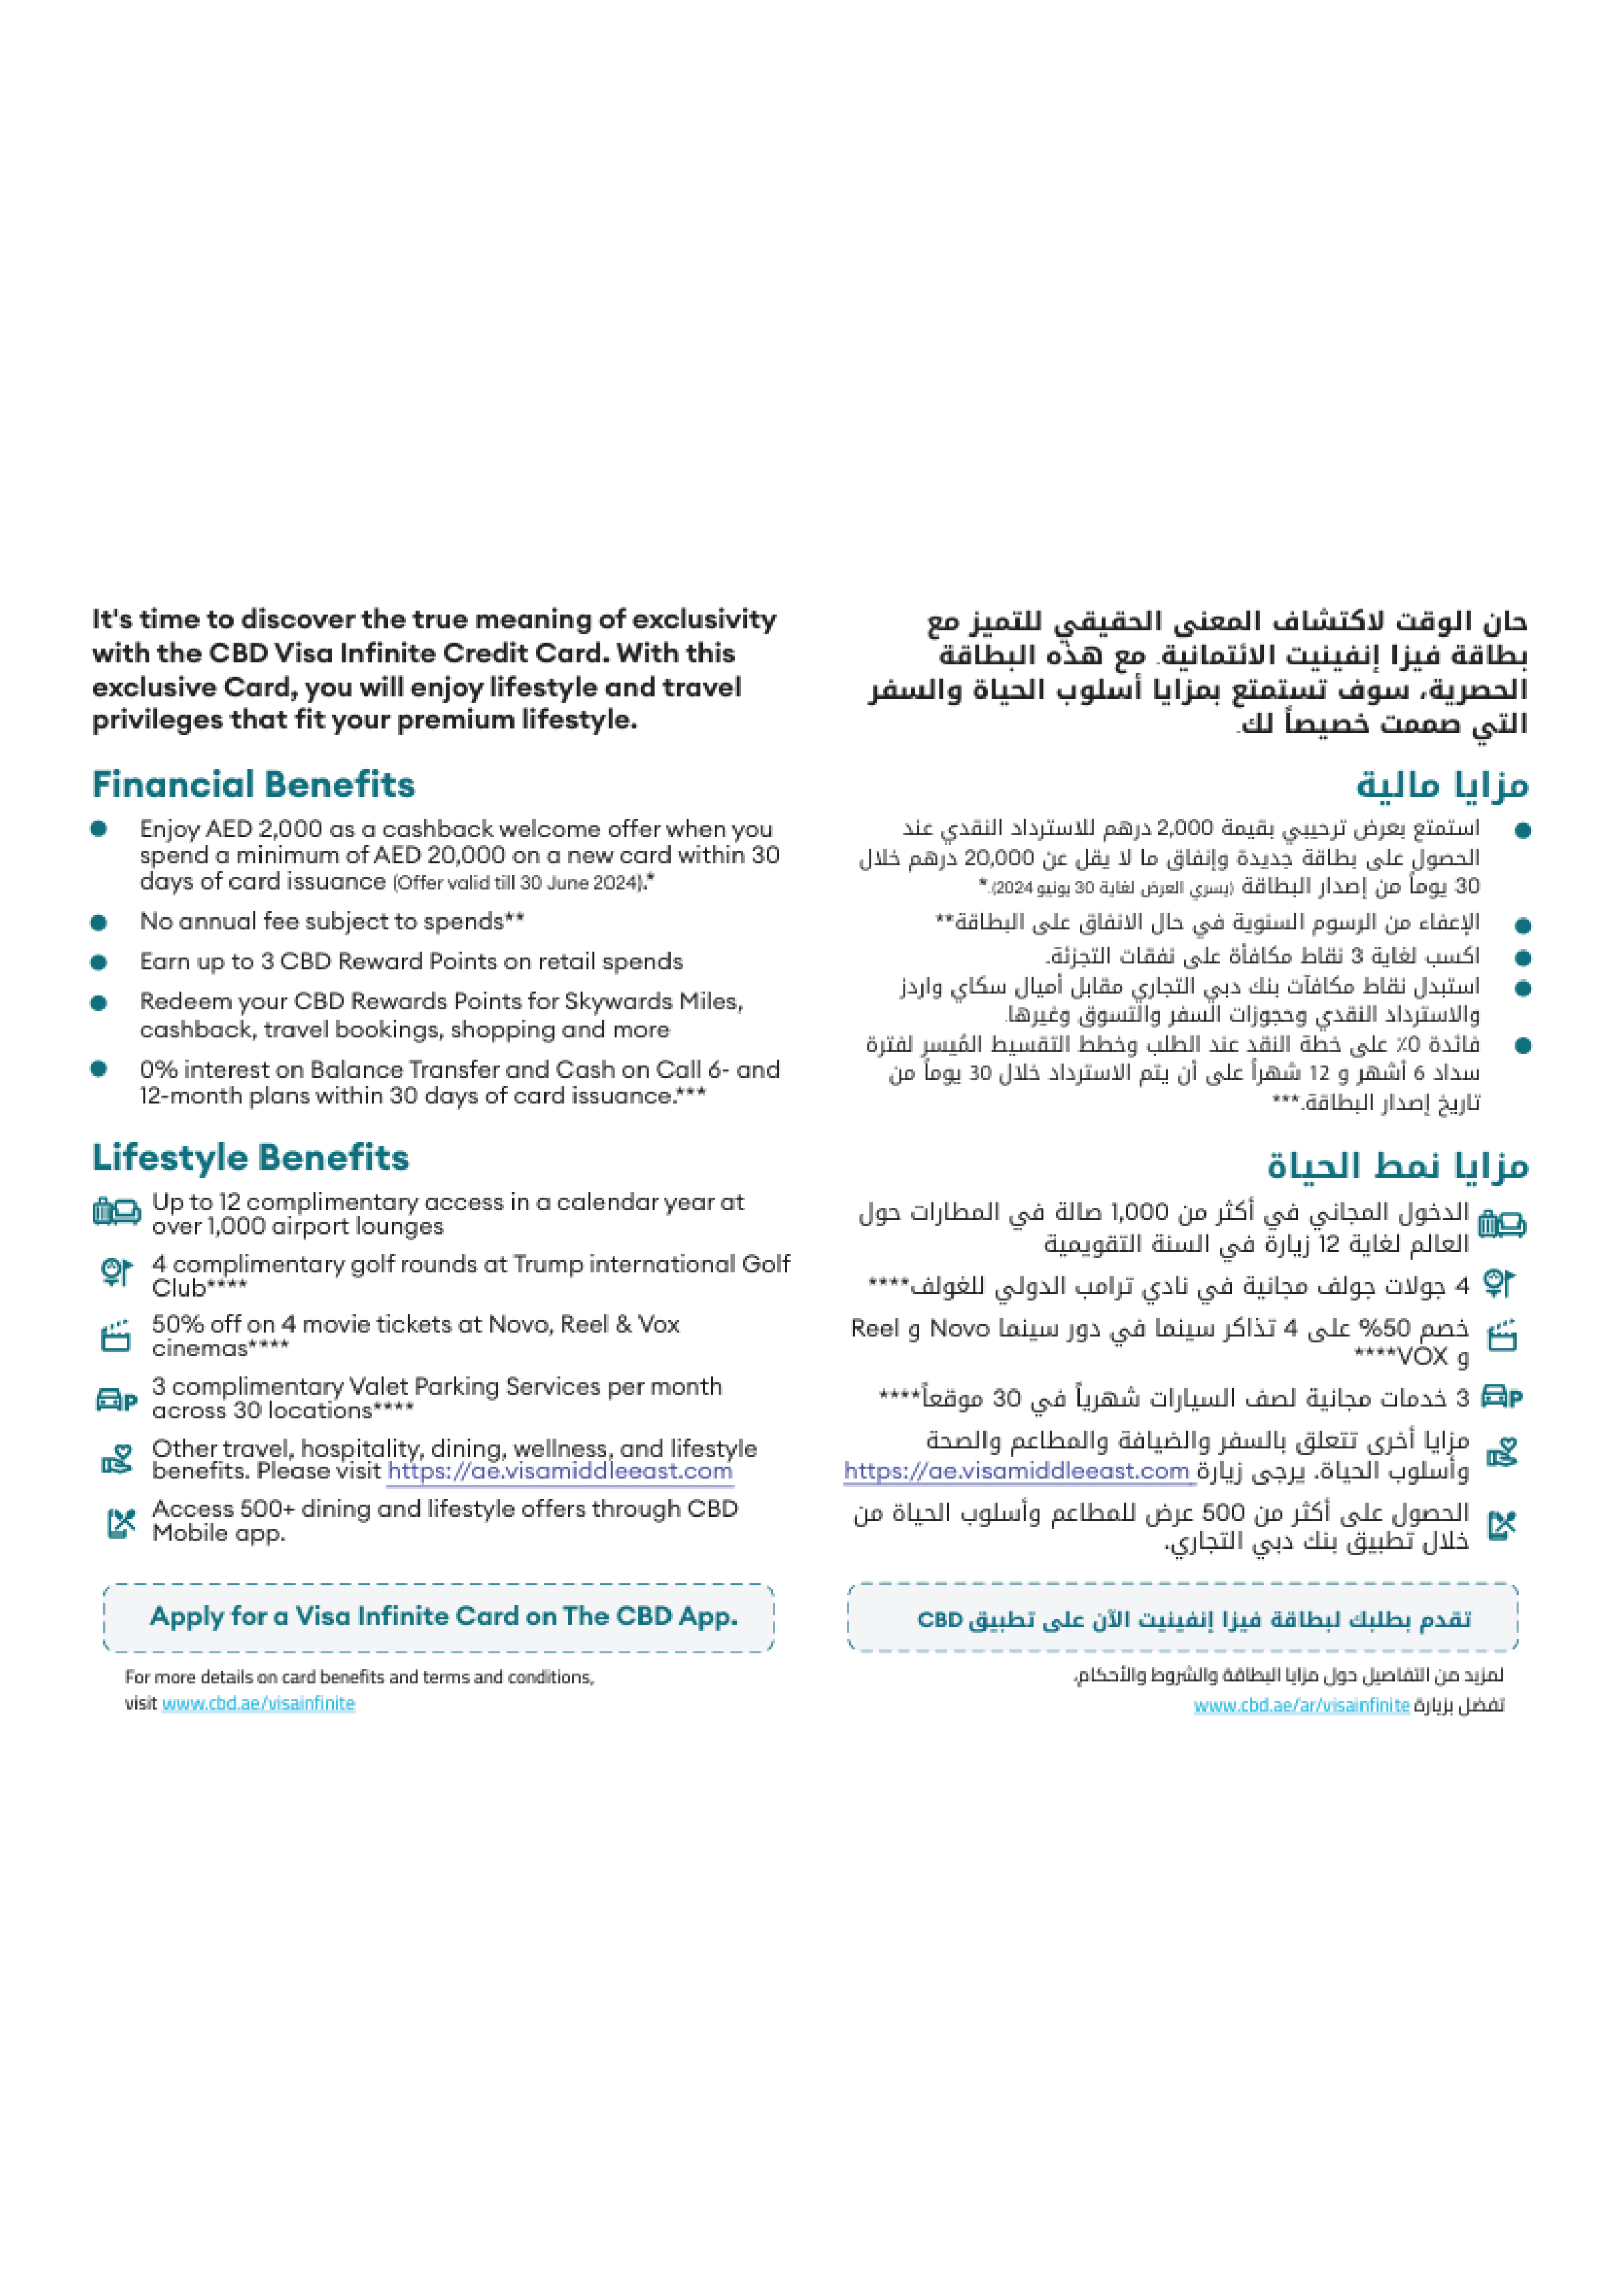 It's time to discover the true meaning of exclusivity
with the CBD Visa Infinite Credit Card. With this
exclusive Card, you will enjoy lifestyle and travel
privileges that fit your premium lifestyle.
Financial Benefits
Enjoy AED 2,000 as a cashback welcome offer when you
spend a minimum of AED 20,000 on a new card within 30
days of card issuance (Offer valid till 30 June 2024).*
No annual fee subject to spends**
Earn up to 3 CBD Reward Points on retail spends
Redeem your CBD Rewards Points for Skywards Miles,
cashback, travel bookings, shopping and more
0% interest on Balance Transfer and Cash on Call 6- and
12-month plans within 30 days of card issuance.***
Lifestyle Benefits
Up to 12 complimentary access in a calendar year at
over 1,000 airport lounges
4 complimentary golf rounds at Trump international Golf
Club****
50% off on 4 movie tickets at Novo, Reel & Vox
cinemas****
3 complimentary Valet Parking Services per month
across 30 locations****
Other travel, hospitality, dining, wellness, and lifestyle
benefits. Please visit https://ae.visamiddleeast.com
Access 500+ dining and lifestyle offers through CBD
Mobile app.
Apply for a Visa Infinite Card on The CBD App.
For more details on card benefits and terms and conditions,
visit www.cbd.ae/visainfinite
حان الوقت لاكتشاف المعنى الحقيقي للتميز مع
بطاقة فيزا إنفينيت الائتمانية. مع هذه البطاقة
الحصرية، سوف تستمتع بمزايا أسلوب الحياة والسفر
التي صممت خصيصاً لك.
مزايا مالية
استمتع بعرض ترحيبي بقيمة 2,000 درهم للاسترداد النقدي عند
الحصول على بطاقة جديدة وإنفاق ما لا يقل عن 20,000 درهم خلال
30 يوماً من إصدار البطاقة (يسري العرض لغاية 30 يونيو 2024).*
الإعفاء من الرسوم السنوية في حال الانفاق على البطاقة**
اكسب لغاية 3 نقاط مكافأة على نفقات التجزئة.
استبدل نقاط مكافآت بنك دبي التجاري مقابل أميال سكاي واردز
والاسترداد النقدي وحجوزات السفر والتسوق وغيرها.
فائدة 0٪ على خطة النقد عند الطلب وخطط التقسيط المُيسر لفترة
سداد 6 أشهر و 12 شهراً على أن يتم الاسترداد خلال 30 يوماً من
تاريخ إصدار البطاقة.***
مزايا نمط الحياة
الدخول المجاني في أكثر من 1,000 صالة في المطارات حول
العالم لغاية 12 زيارة في السنة التقويمية
4 جولات جولف مجانية في نادي ترامب الدولي للغولف****
خصم 50% على 4 تذاكر سينما في دور سينما Novo و Reel
و VOX****
3 خدمات مجانية لصف السيارات شهرياً في 30 موقعاً****
مزايا أخرى تتعلق بالسفر والضيافة والمطاعم والصحة
وأسلوب الحياة. يرجى زيارة https://ae.visamiddleeast.com
الحصول على أكثر من 500 عرض للمطاعم وأسلوب الحياة من
خلال تطبيق بنك دبي التجاري.
تقدم بطلبك لبطاقة فيزا إنفينيت الآن على تطبيق CBD
لمزيد من التفاصيل حول مزايا البطاقة والشروط والأحكام،
تفضل بزيارة www.cbd.ae/ar/visainfinite